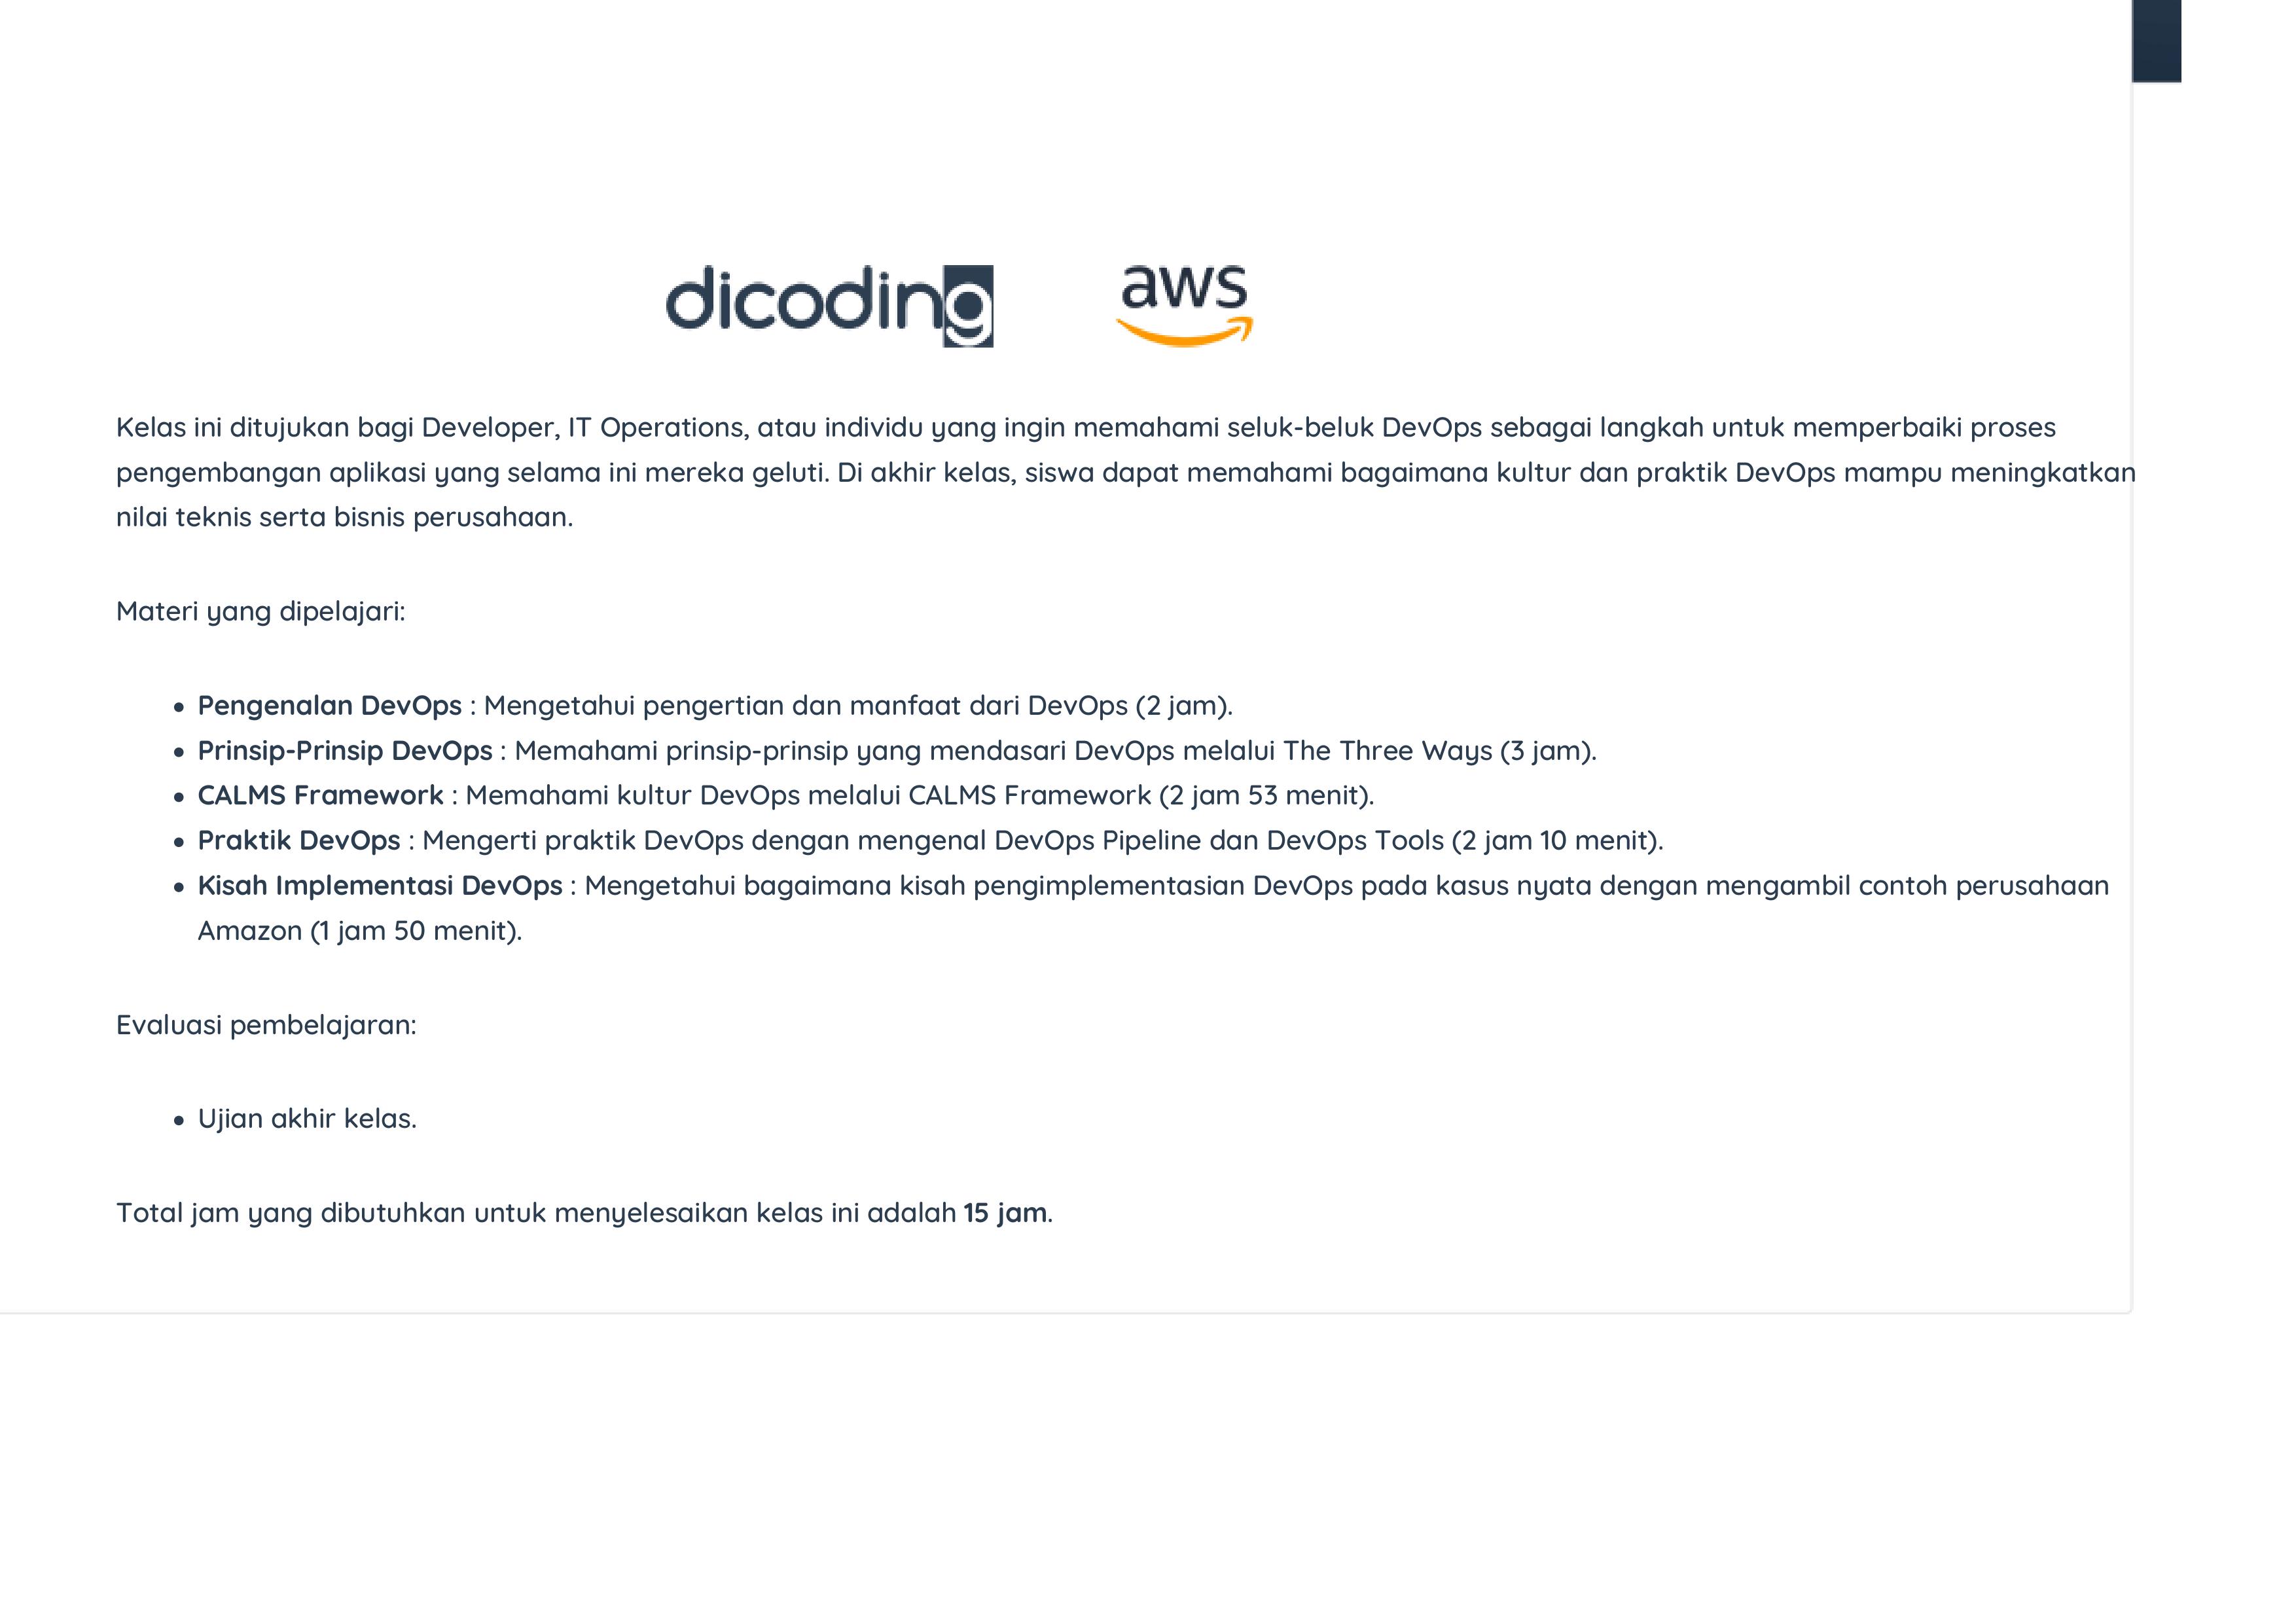 dicoding aws
Kelas ini ditujukan bagi Developer, IT Operations, atau individu yang ingin memahami seluk-beluk DevOps sebagai langkah untuk memperbaiki proses
pengembangan aplikasi yang selama ini mereka geluti. Di akhir kelas, siswa dapat memahami bagaimana kultur dan praktik DevOps mampu meningkatkan
nilai teknis serta bisnis perusahaan.
Materi yang dipelajari:
• Pengenalan DevOps : Mengetahui pengertian dan manfaat dari DevOps (2 jam).
• Prinsip-Prinsip DevOps : Memahami prinsip-prinsip yang mendasari DevOps melalui The Three Ways (3 jam).
• CALMS Framework : Memahami kultur DevOps melalui CALMS Framework (2 jam 53 menit).
• Praktik DevOps : Mengerti praktik DevOps dengan mengenal DevOps Pipeline dan DevOps Tools (2 jam 10 menit).
• Kisah Implementasi DevOps : Mengetahui bagaimana kisah pengimplementasian DevOps pada kasus nyata dengan mengambil contoh perusahaan
Amazon (1 jam 50 menit).
Evaluasi pembelajaran:
• Ujian akhir kelas.
Total jam yang dibutuhkan untuk menyelesaikan kelas ini adalah 15 jam.